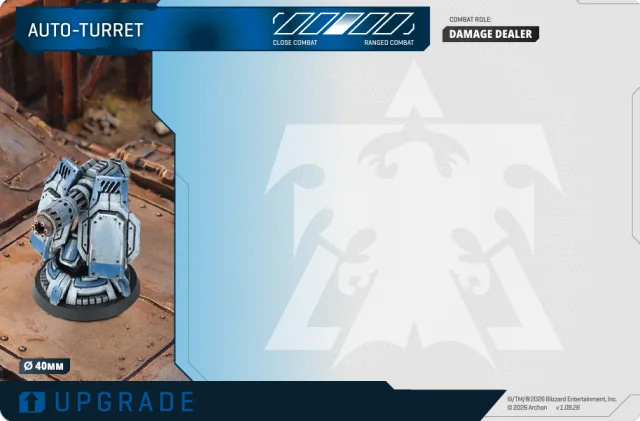 AUTO-TURRET
CLOSE COMBAT
RANGED COMBAT
COMBAT ROLE:
DAMAGE DEALER
Ø 40MM
UPGRADE
©/TM/®2026 Blizzard Entertainment, Inc.
© 2026 Archon v 1.09.26